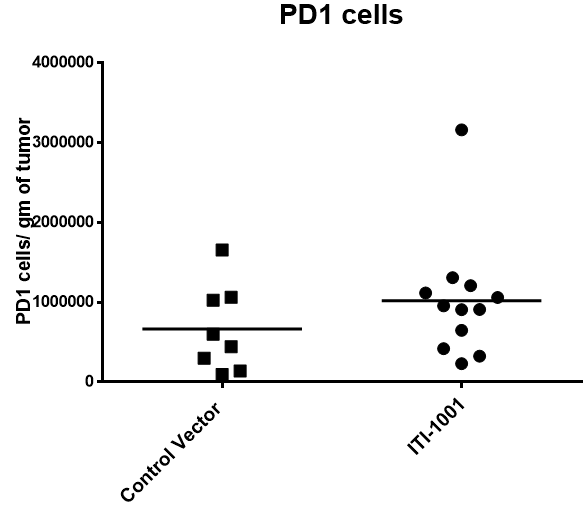 PD1 cells
PD1 cells/ gm of tumor
4000000
3000000
2000000
1000000
0
Control Vector
ITI-1001